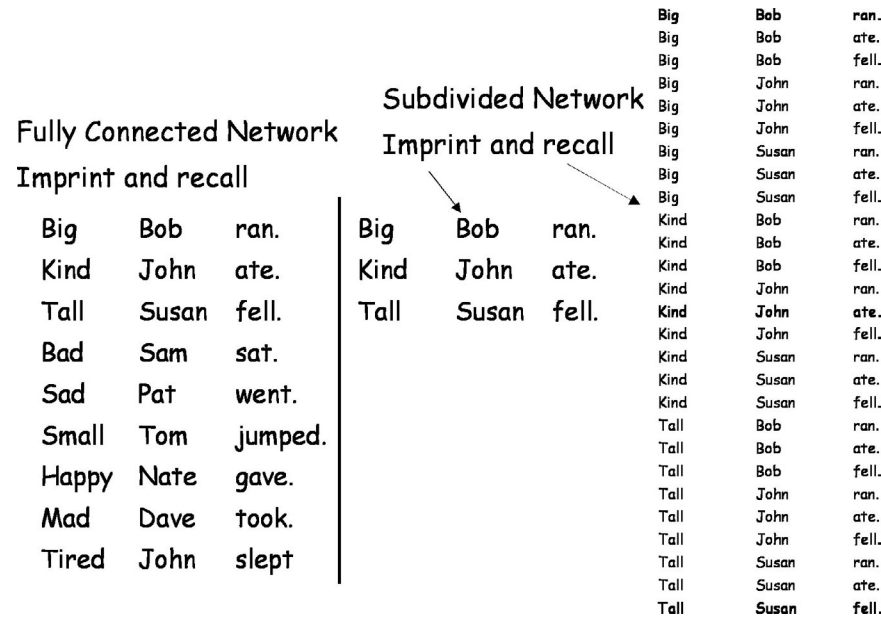 Fully Connected Network
Imprint and recall
Big Bob ran.
Kind John ate.
Tall Susan fell.
Bad Sam sat.
Sad Pat went.
Small Tom jumped.
Happy Nate gave.
Mad Dave took.
Tired John slept
Subdivided Network
Imprint and recall
Big Bob ran.
Kind John ate.
Tall Susan fell.
Big Bob ran.
Big Bob ate.
Big Bob fell.
Big John ran.
Big John ate.
Big John fell.
Big Susan ran.
Big Susan ate.
Big Susan fell.
Kind Bob ran.
Kind Bob ate.
Kind Bob fell.
Kind John ran.
Kind John ate.
Kind John fell.
Kind Susan ran.
Kind Susan ate.
Kind Susan fell.
Tall Bob ran.
Tall Bob ate.
Tall Bob fell.
Tall John ran.
Tall John ate.
Tall John fell.
Tall Susan ran.
Tall Susan ate.
Tall Susan fell.